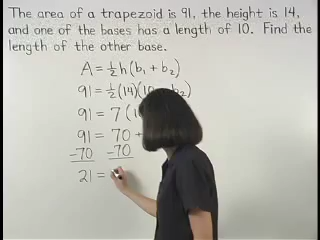 The area of a trapezoid is 91, the height is 14,
and one of the bases has a length of 10. Find the
length of the other base.
A = ½h(b₁ + b₂)
91 = ½(14)(10 b₂)
91 = 7(1
91 = 70 +
-70 -70
21 =